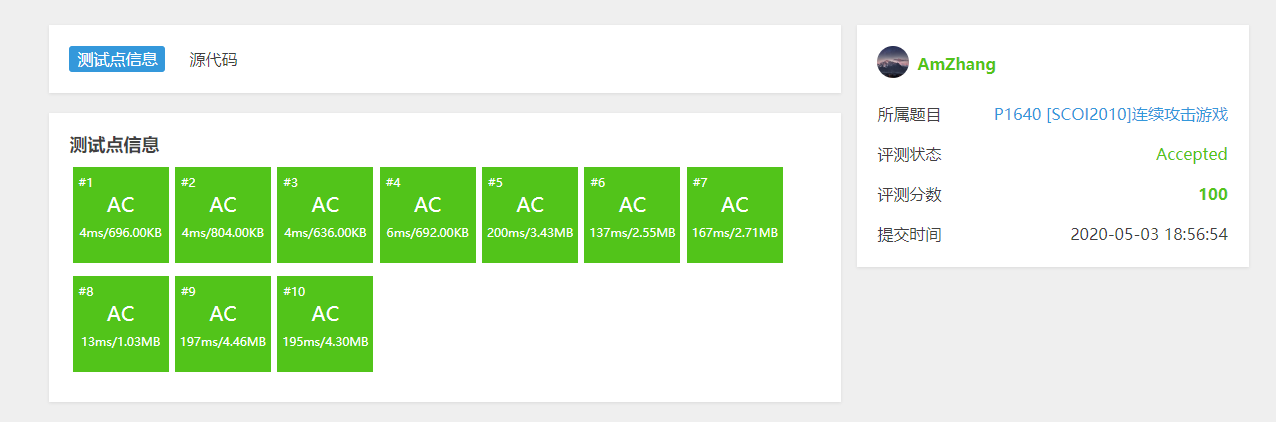 测试点信息 源代码
测试点信息
#1 #2 #3 #4 #5 #6 #7
AC AC AC AC AC AC AC
4ms/696.00KB 4ms/804.00KB 4ms/636.00KB 6ms/692.00KB 200ms/3.43MB 137ms/2.55MB 167ms/2.71MB
#8 #9 #10
AC AC AC
13ms/1.03MB 197ms/4.46MB 195ms/4.30MB
AmZhang
所属题目 P1640 [SCOI2010]连续攻击游戏
评测状态 Accepted
评测分数 100
提交时间 2020-05-03 18:56:54